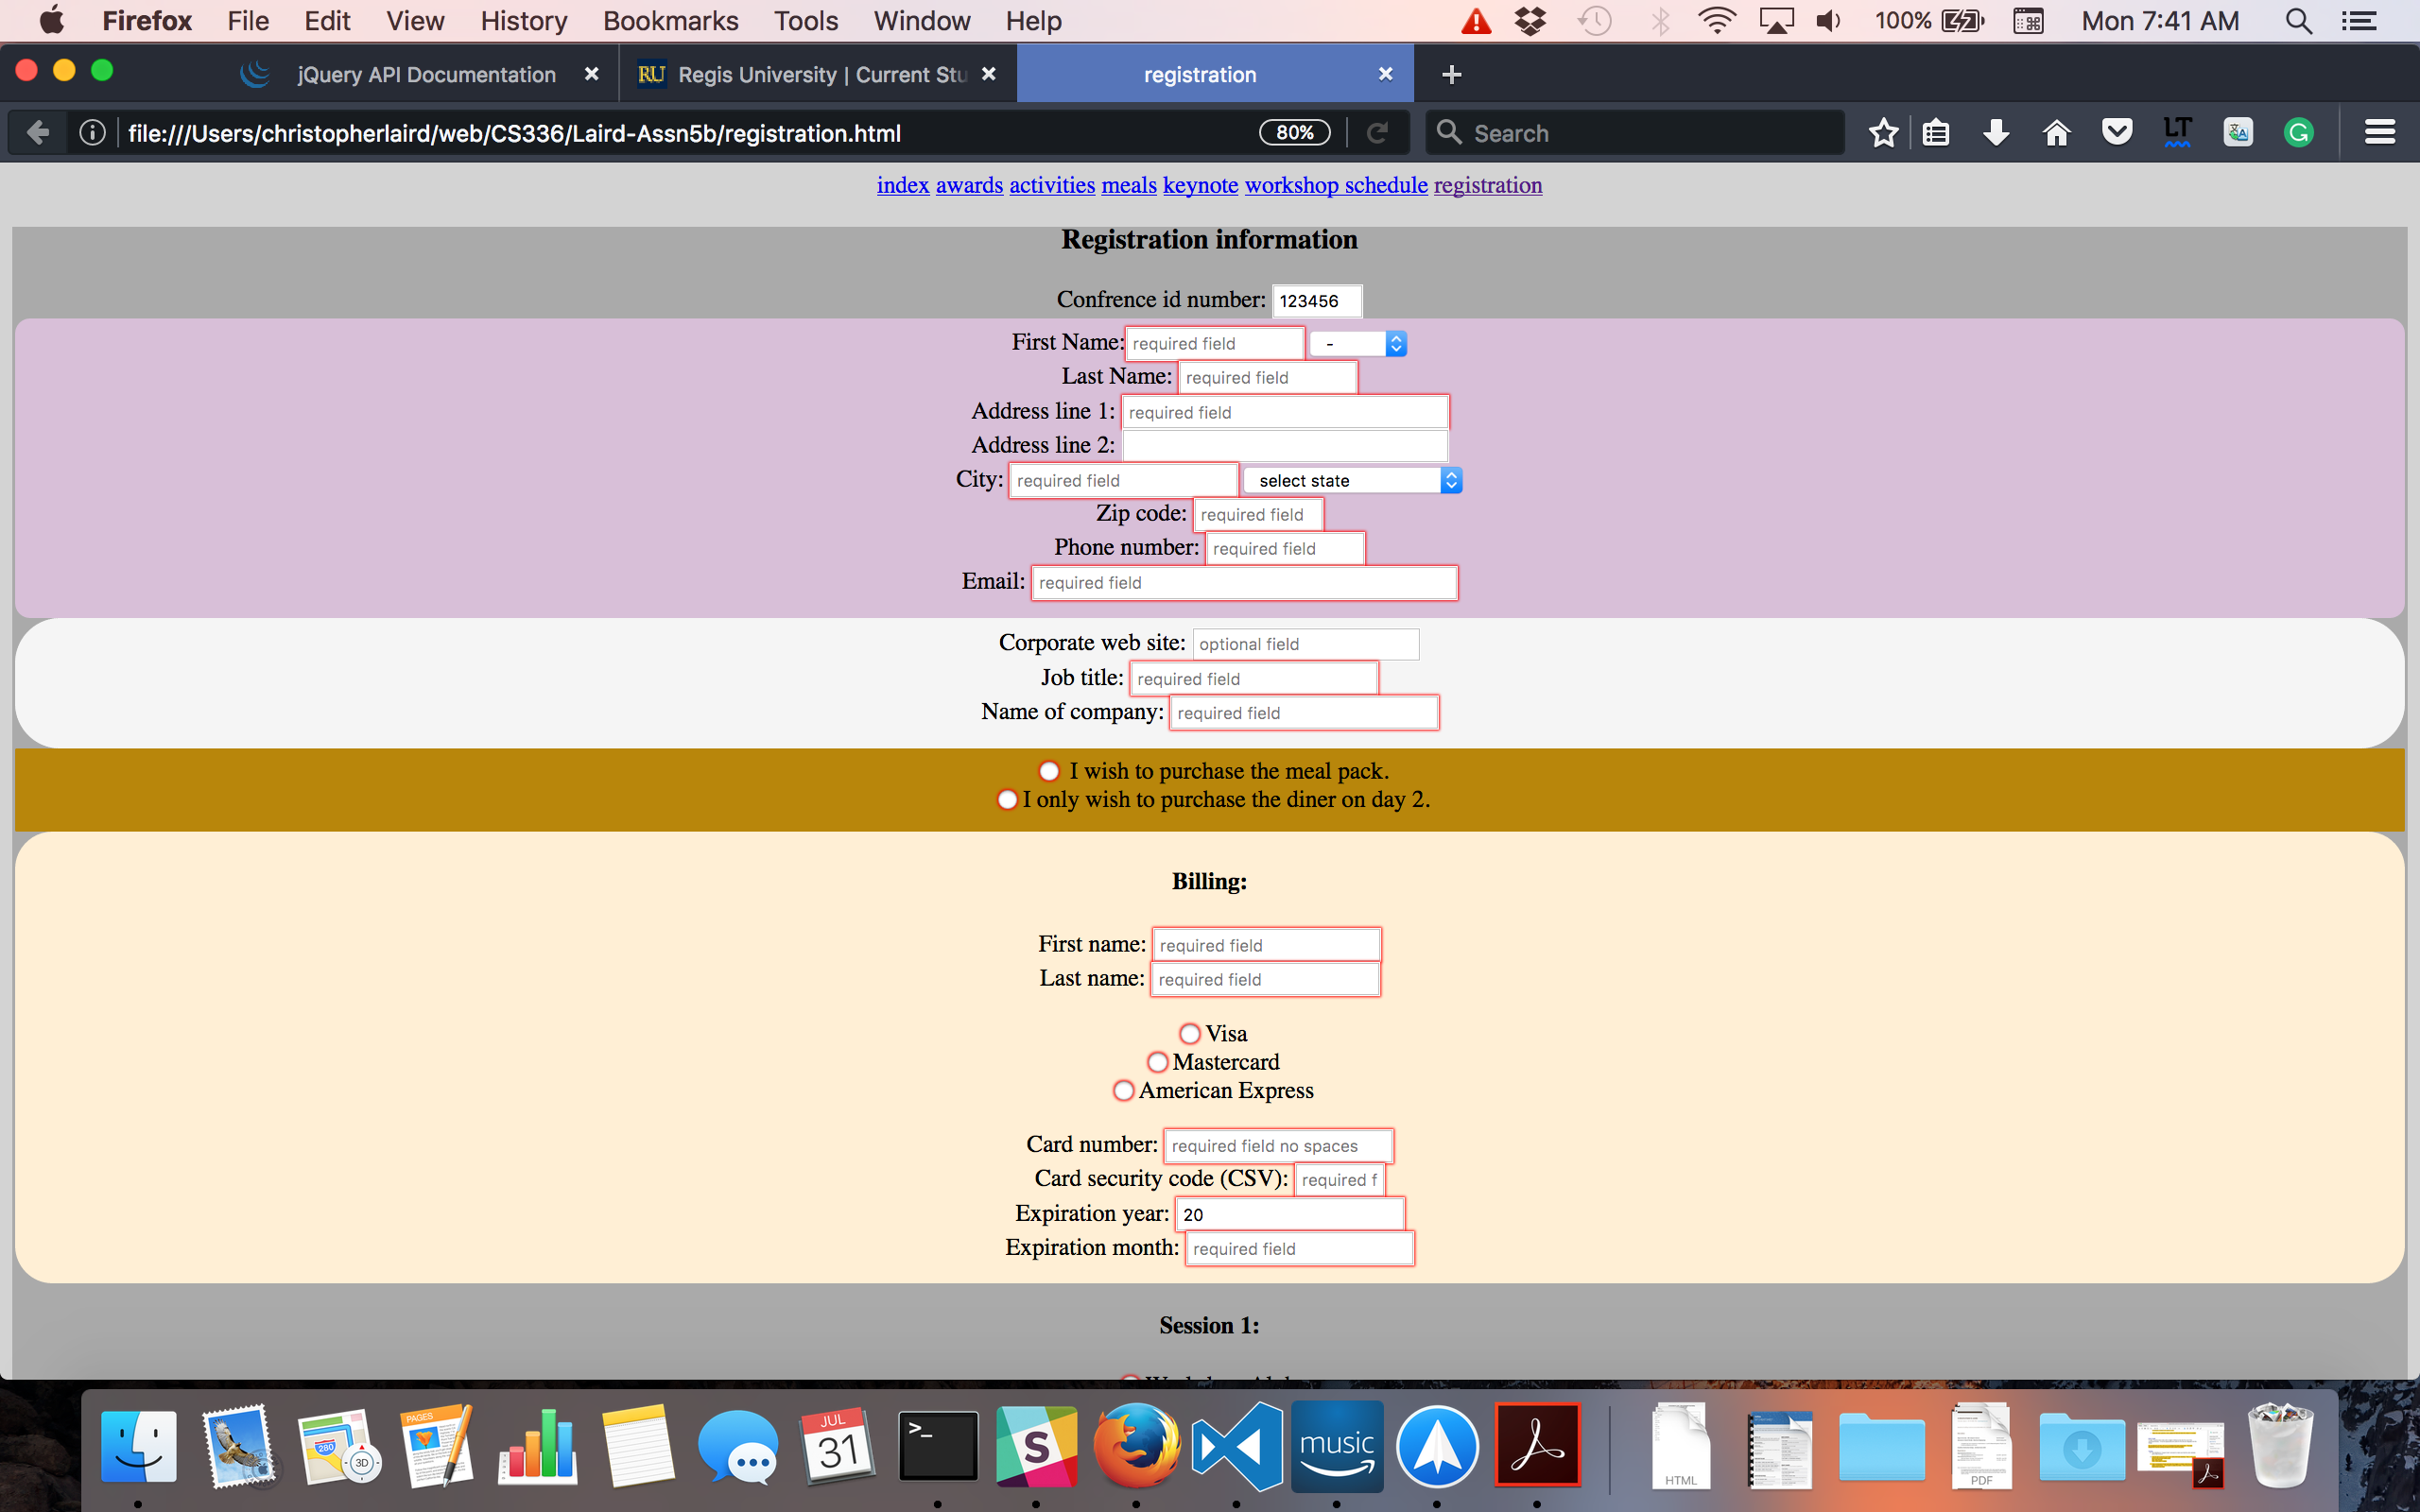 Firefox File Edit View History Bookmarks Tools Window Help 100% Mon 7:41 AM
jQuery API Documentation RU Regis University | Current Stu registration
file:///Users/christopherlaird/web/CS336/Laird-Assn5b/registration.html 80% Search LT G
index awards activities meals keynote workshop schedule registration
Registration information
Confrence id number: 123456
First Name: required field -
Last Name: required field
Address line 1: required field
Address line 2:
City: required field select state
Zip code: required field
Phone number: required field
Email: required field
Corporate web site: optional field
Job title: required field
Name of company: required field
I wish to purchase the meal pack.
I only wish to purchase the diner on day 2.
Billing:
First name: required field
Last name: required field
Visa
Mastercard
American Express
Card number: required field no spaces
Card security code (CSV): required f
Expiration year: 20
Expiration month: required field
Session 1:
280 3D PAGES JUL 31 >_ S music HTML PDF